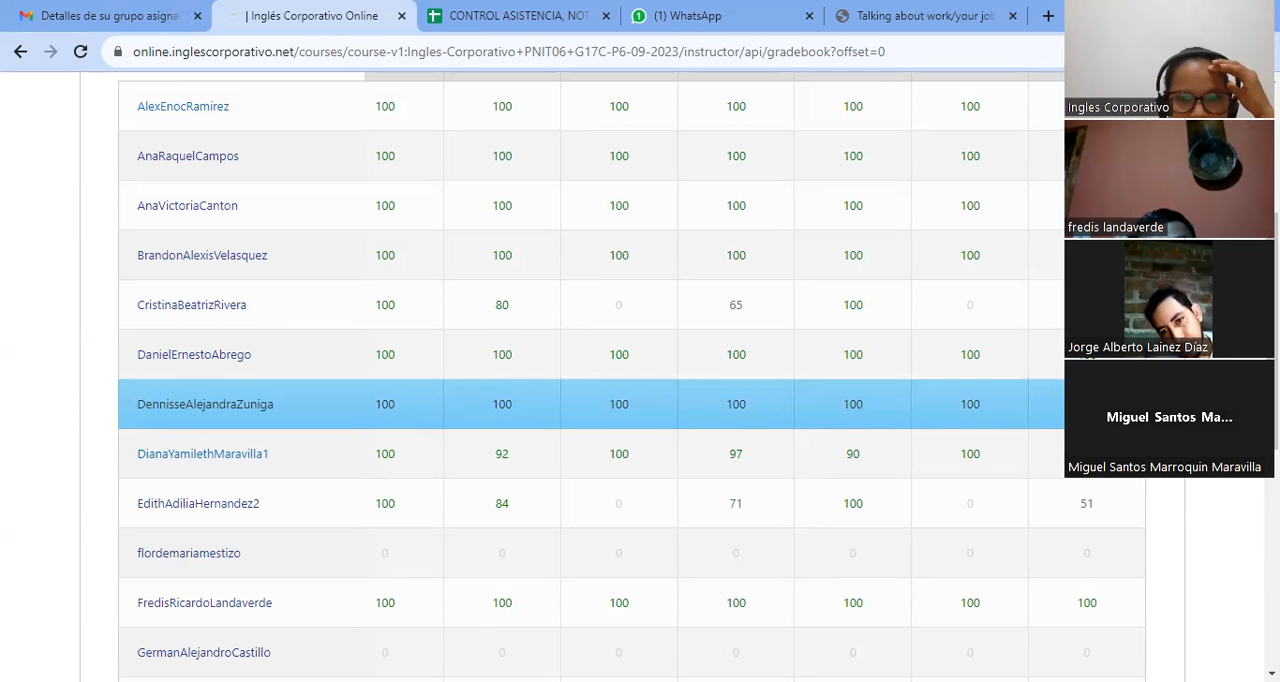 Detalles de su grupo asigna
| Inglés Corporativo Online
CONTROL ASISTENCIA, NOT
(1) WhatsApp
Talking about work/your job
online.inglescorporativo.net/courses/course-v1:Ingles-Corporativo+PNIT06+G17C-P6-09-2023/instructor/api/gradebook?offset=0
AlexEnocRamirez 100 100 100 100 100 100
AnaRaquelCampos 100 100 100 100 100 100
AnaVictoriaCanton 100 100 100 100 100 100
BrandonAlexisVelasquez 100 100 100 100 100 100
CristinaBeatrizRivera 100 80 0 65 100 0
DanielErnestoAbrego 100 100 100 100 100 100
DennisseAlejandraZuniga 100 100 100 100 100 100
DianaYamilethMaravilla1 100 92 100 97 90 100
EdithAdiliaHernandez2 100 84 0 71 100 0 51
flordemariamestizo 0 0 0 0 0 0 0
FredisRicardoLandaverde 100 100 100 100 100 100 100
GermanAlejandroCastillo 0 0 0 0 0 0 0
Ingles Corporativo
fredis landaverde
Jorge Alberto Lainez Díaz
Miguel Santos Ma...
Miguel Santos Marroquin Maravilla